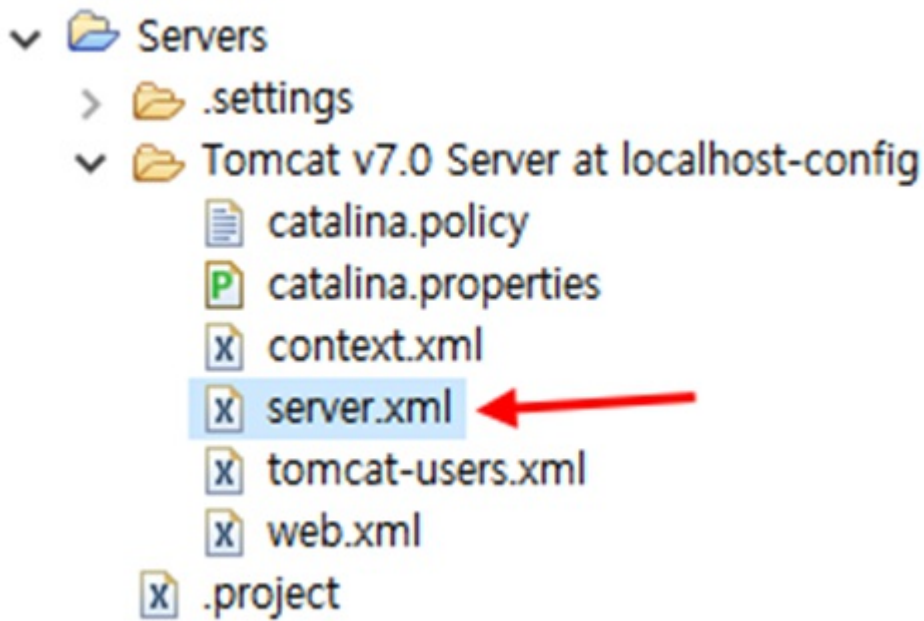 Servers
.settings
Tomcat v7.0 Server at localhost-config
catalina.policy
catalina.properties
context.xml
server.xml
tomcat-users.xml
web.xml
.project